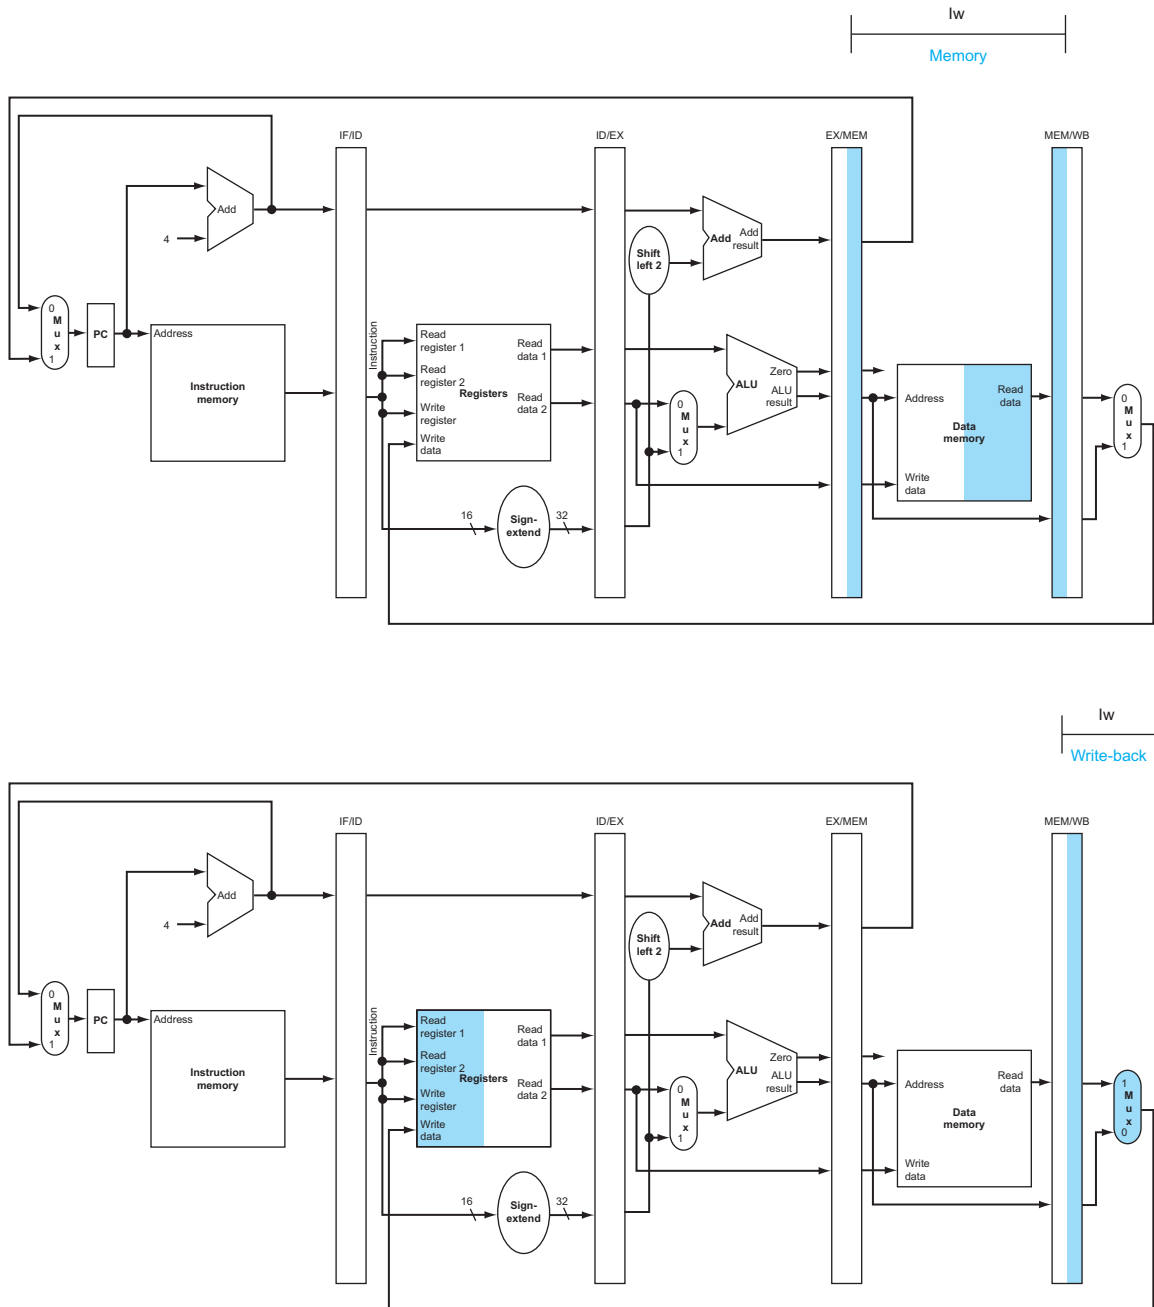 lw
Memory
IF/ID
ID/EX
EX/MEM
MEM/WB
Add
4
Add
Add
result
Shift
left 2
0
M
u
x
1
PC
Address
Instruction
memory
Instruction
Read
register 1
Read
register 2
Write
register
Write
data
Registers
Read
data 1
Read
data 2
0
M
u
x
1
ALU
Zero
ALU
result
Address
Write
data
Data
memory
Read
data
0
M
u
x
1
16
Sign-
extend
32
lw
Write-back
IF/ID
ID/EX
EX/MEM
MEM/WB
Add
4
Add
Add
result
Shift
left 2
0
M
u
x
1
PC
Address
Instruction
memory
Instruction
Read
register 1
Read
register 2
Write
register
Write
data
Registers
Read
data 1
Read
data 2
0
M
u
x
1
ALU
Zero
ALU
result
Address
Write
data
Data
memory
Read
data
1
M
u
x
0
16
Sign-
extend
32